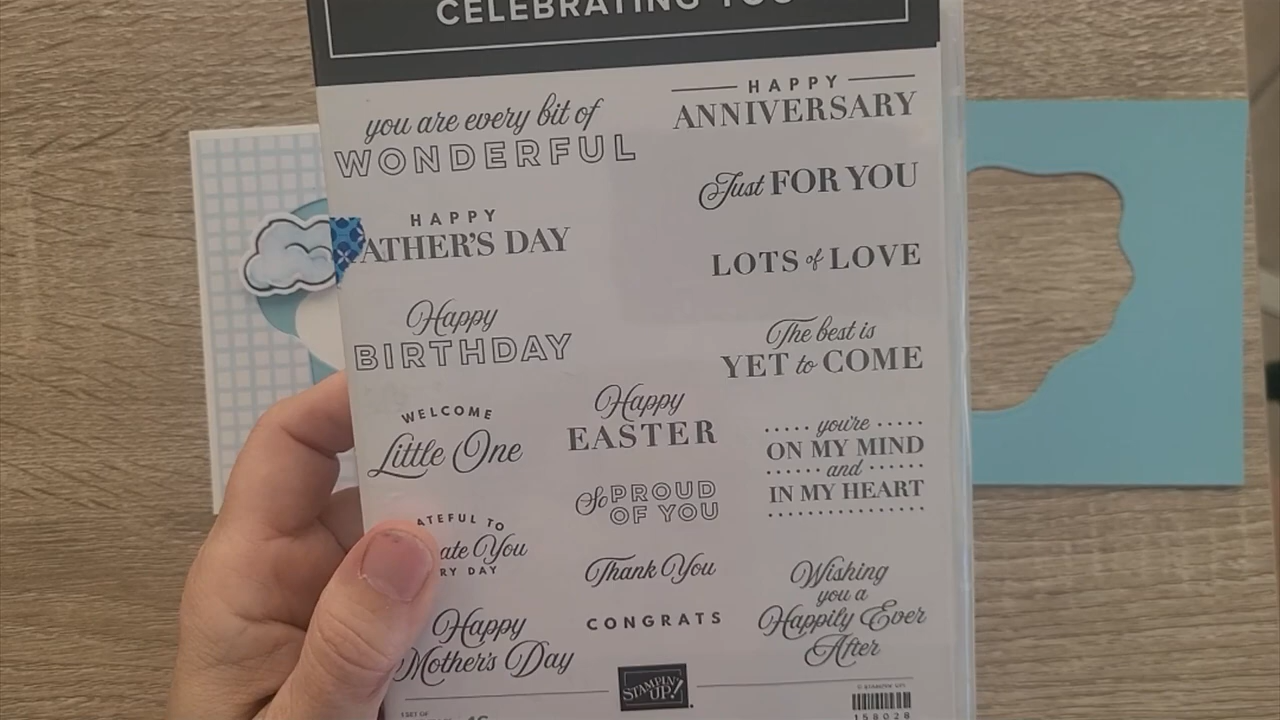 CELEBRATING YOU
you are every bit of
WONDERFUL
HAPPY
ANNIVERSARY
Just FOR YOU
HAPPY
ATHER'S DAY
LOTS of LOVE
Happy
BIRTHDAY
The best is
YET to COME
WELCOME
Little One
Happy
EASTER
you're
ON MY MIND
and
IN MY HEART
So PROUD
OF YOU
ATEFUL TO
ate You
RY DAY
Thank You
Wishing
you a
Happily Ever
After
CONGRATS
Happy
Mother's Day
STAMPIN' UP!
1 SET OF
158028